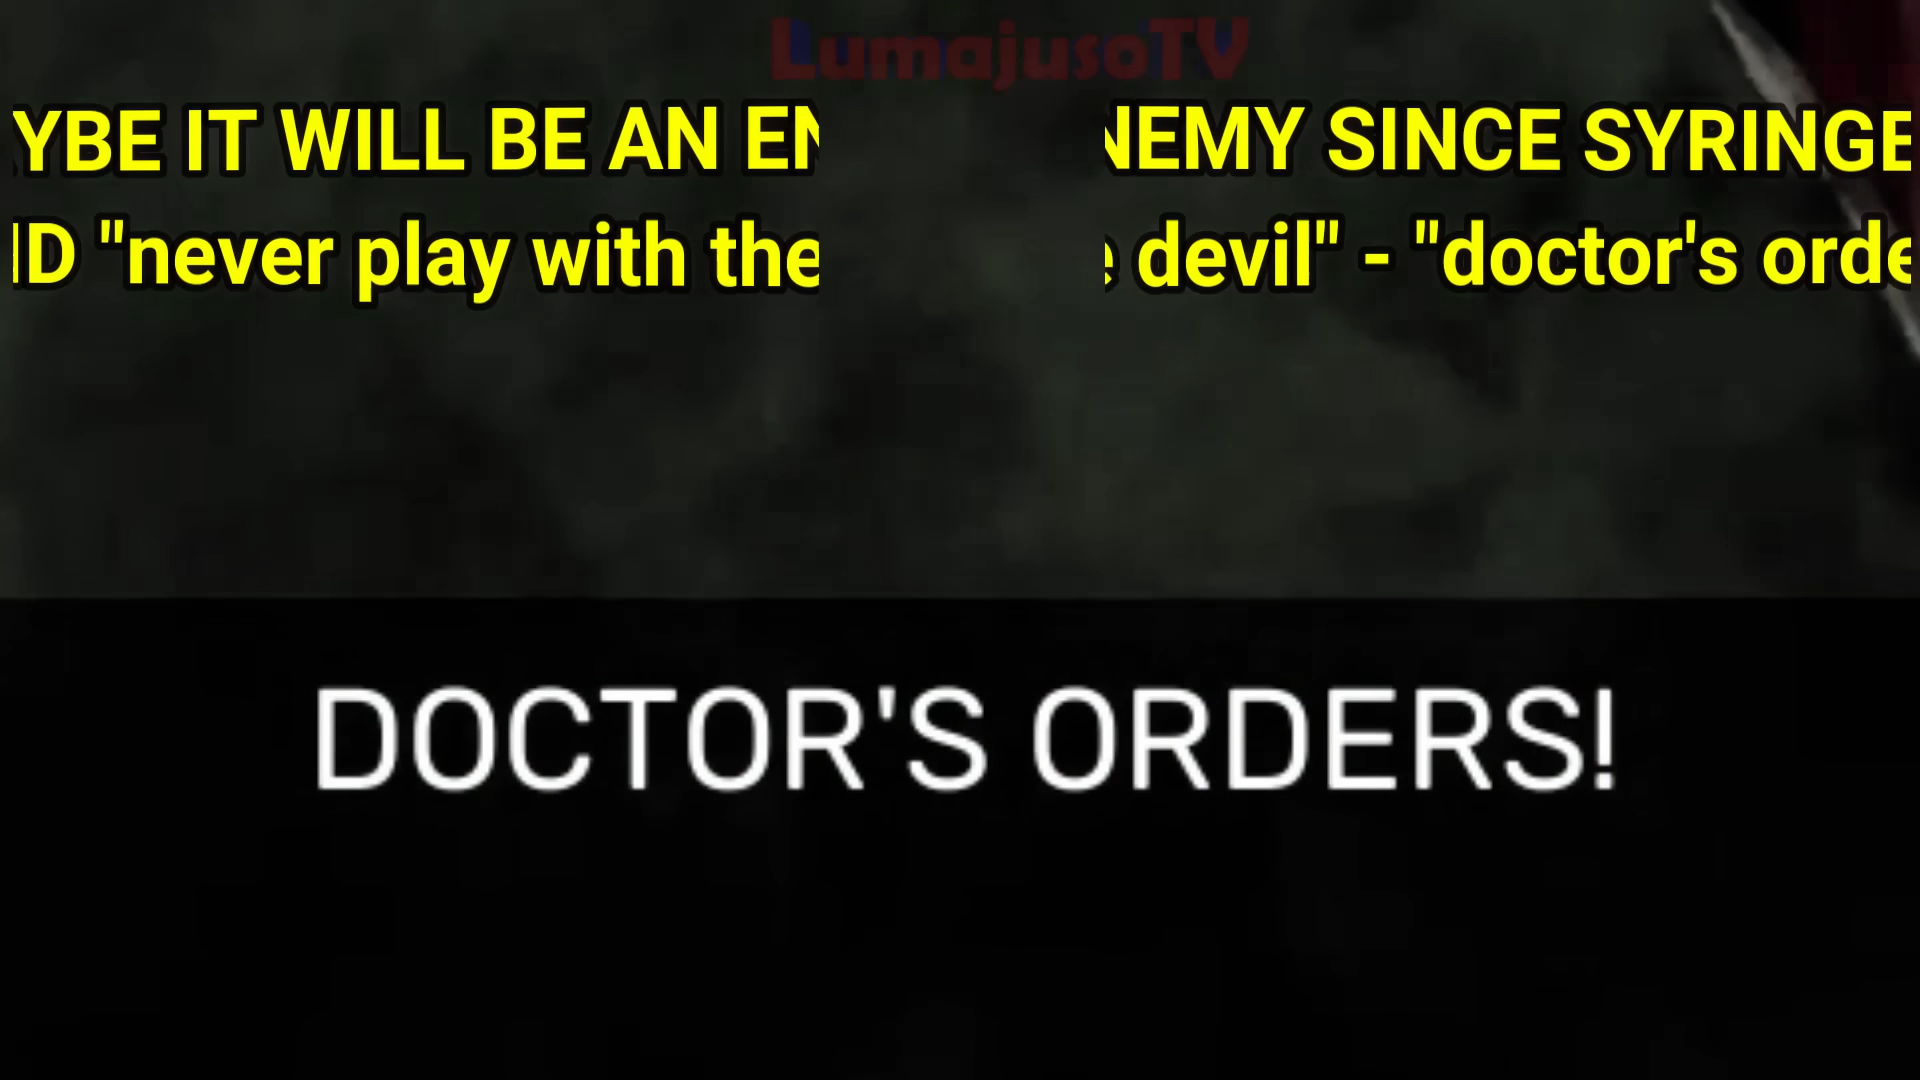 LumajusoTV
YBE IT WILL BE AN EN NEMY SINCE SYRINGE
ID "never play with the e devil" - "doctor's orde
DOCTOR'S ORDERS!